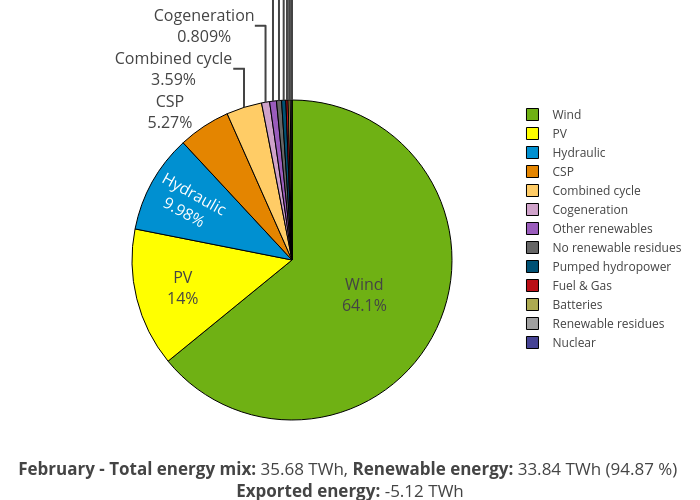 Cogeneration
0.809%
Combined cycle
3.59%
CSP
5.27%
Hydraulic
9.98%
PV
14%
Wind
64.1%
Wind
PV
Hydraulic
CSP
Combined cycle
Cogeneration
Other renewables
No renewable residues
Pumped hydropower
Fuel & Gas
Batteries
Renewable residues
Nuclear
February - Total energy mix: 35.68 TWh, Renewable energy: 33.84 TWh (94.87 %)
Exported energy: -5.12 TWh